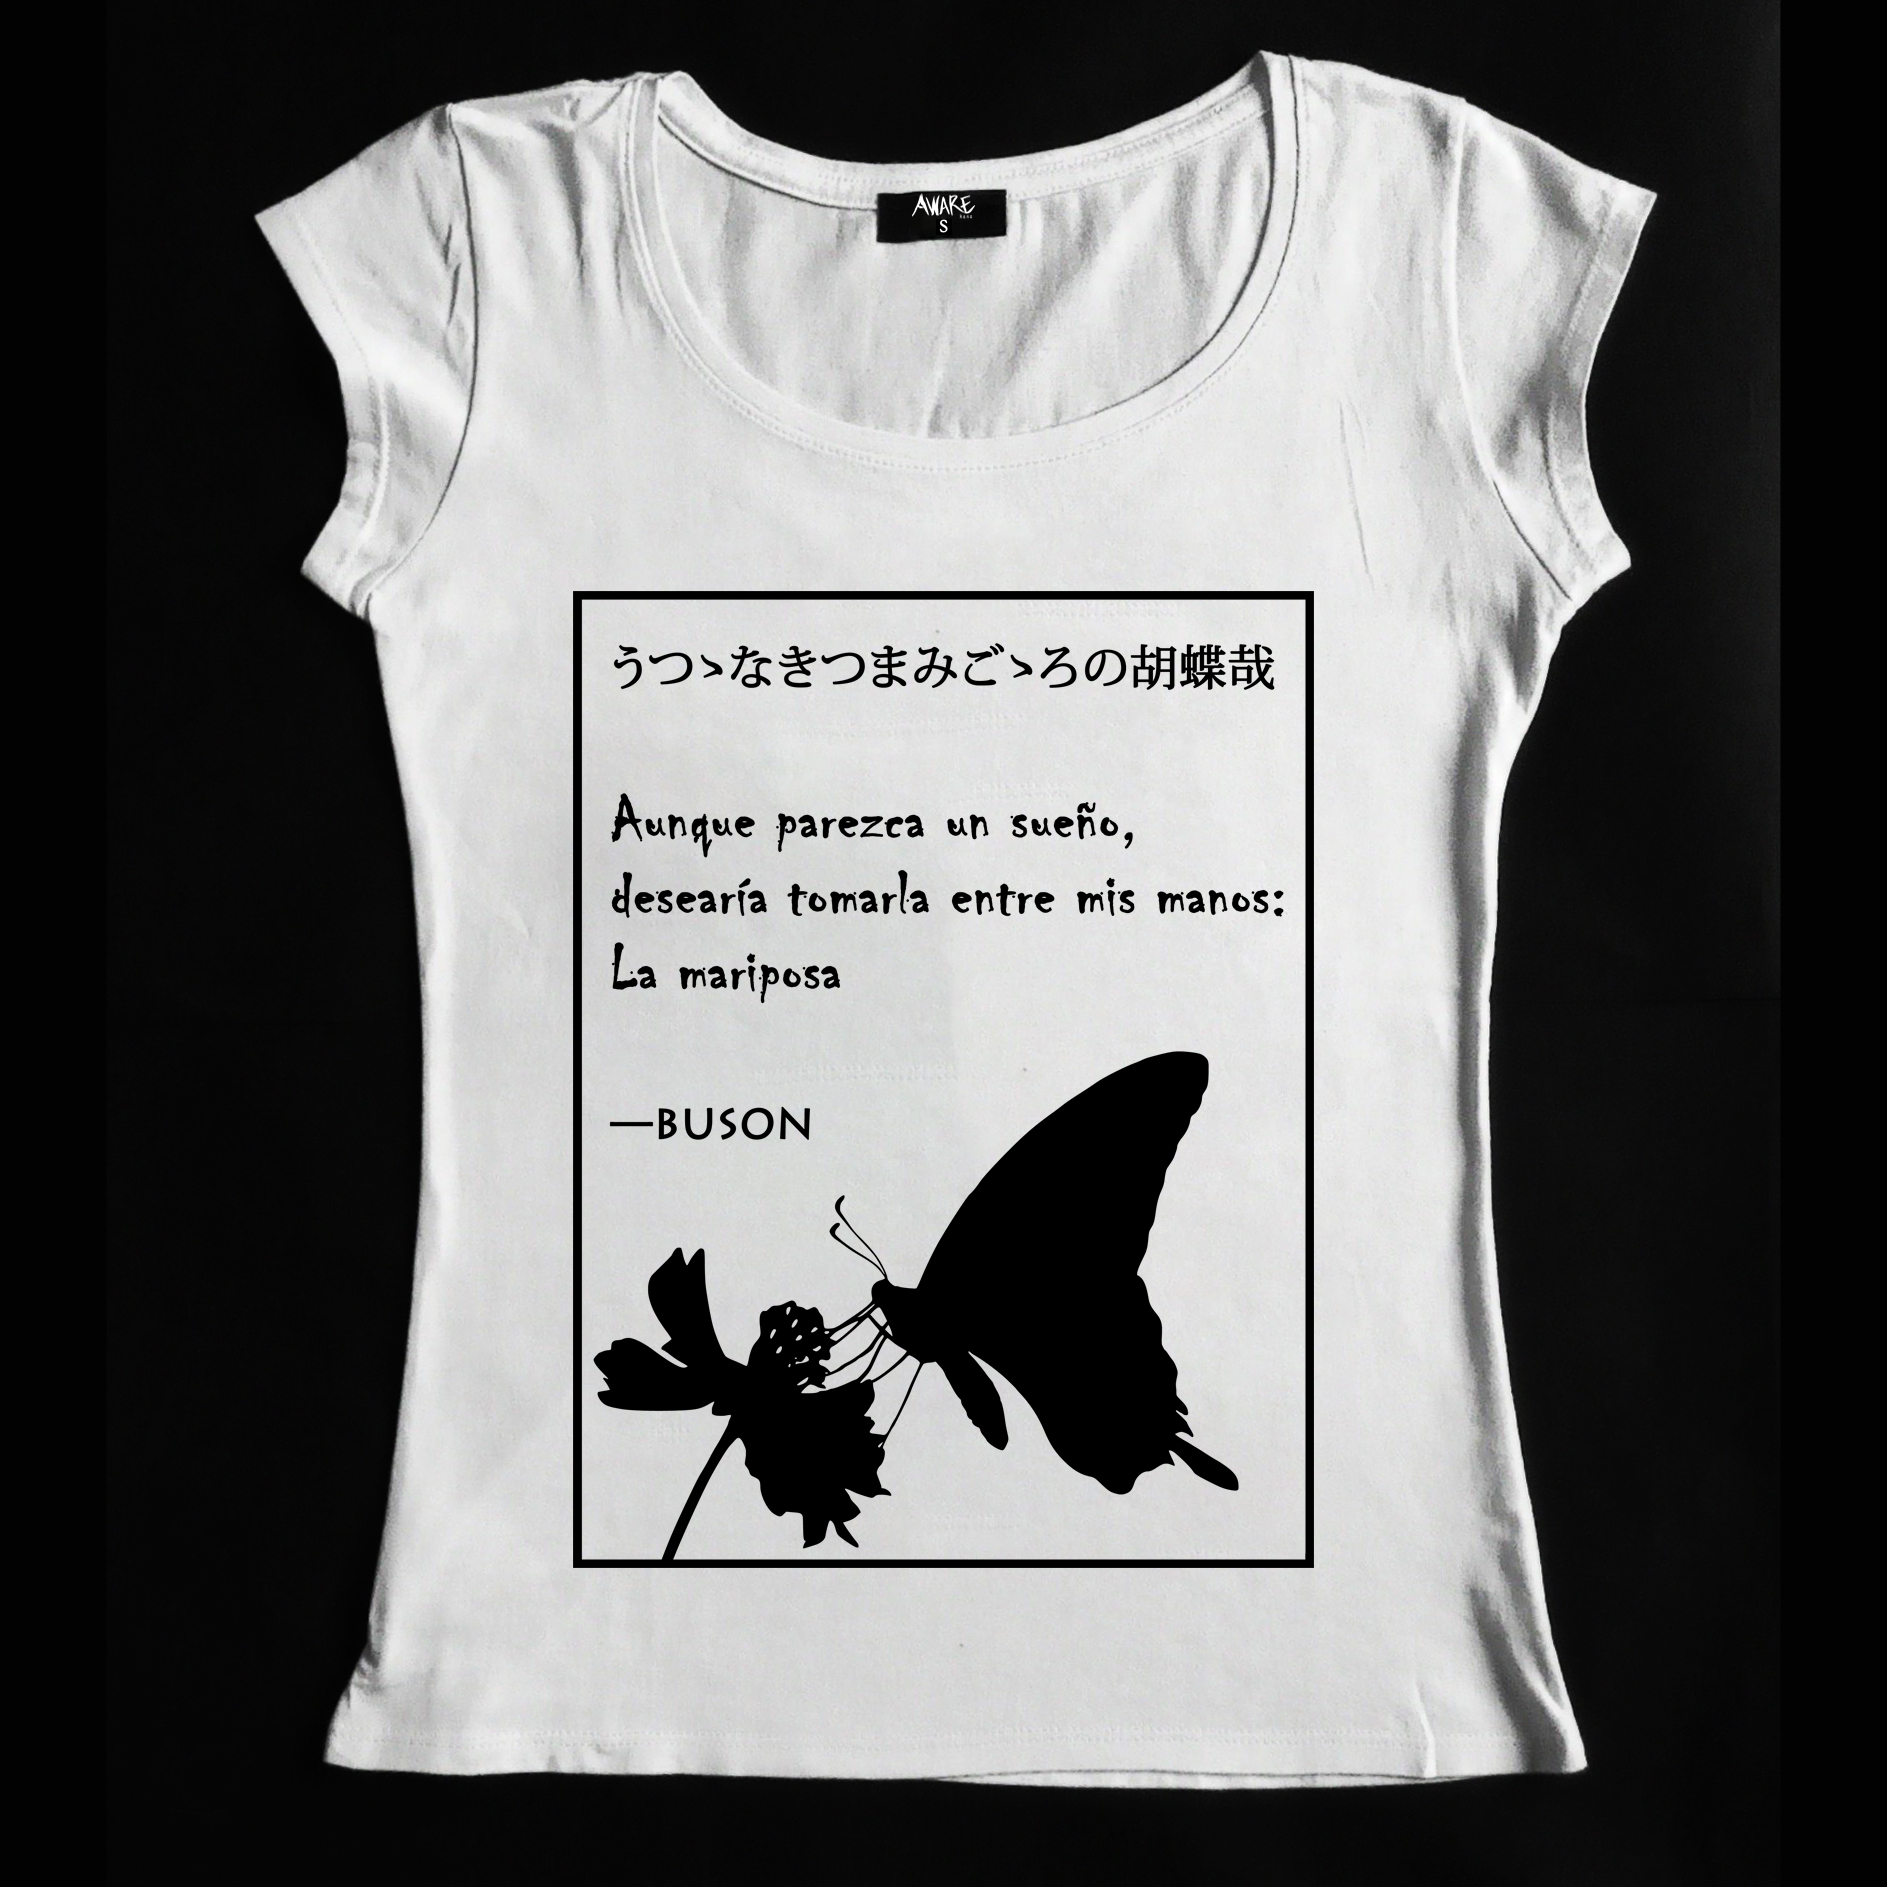 AWARE
S
うつゝなきつまみごゝろの胡蝶哉
Aunque parezca un sueño,
desearía tomarla entre mis manos:
La mariposa
—BUSON